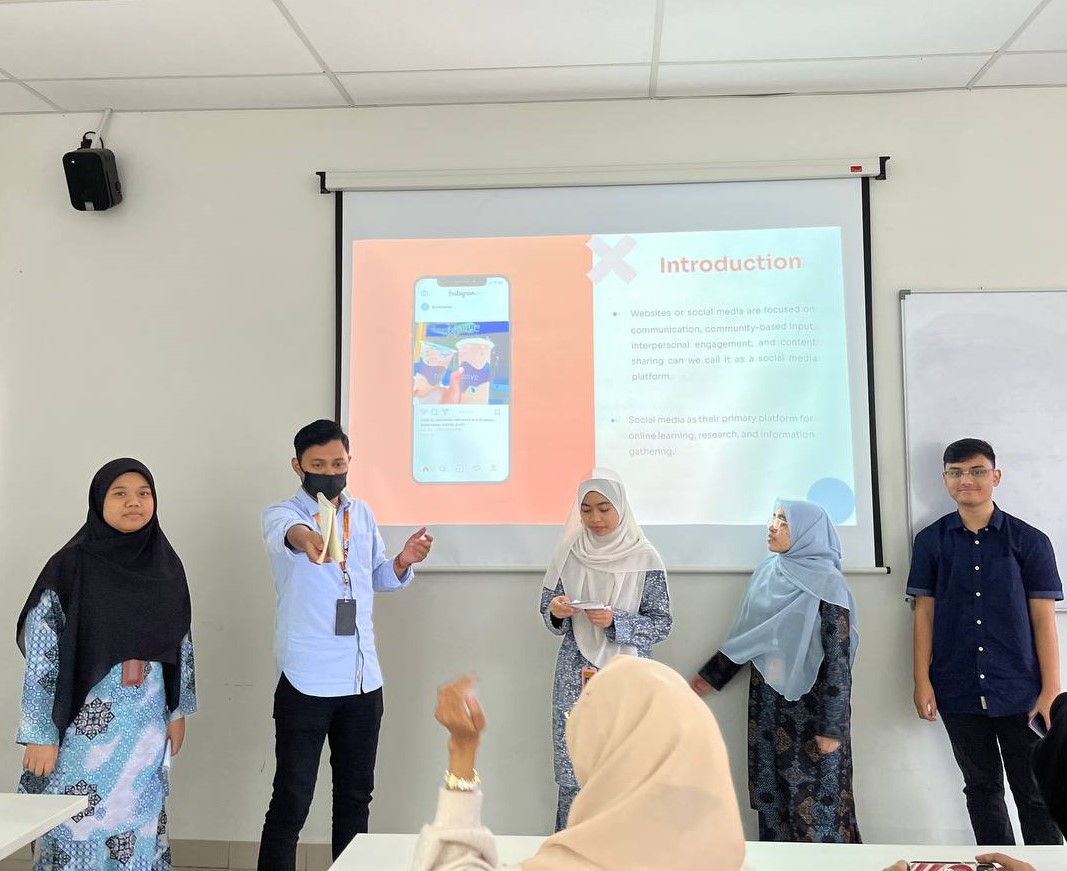 Introduction
Websites or social media are focused on
communication, community-based input,
interpersonal engagement, and content
sharing can we call it as a social media
platform.
Social media as their primary platform for
online learning, research, and information
gathering.
Instagram